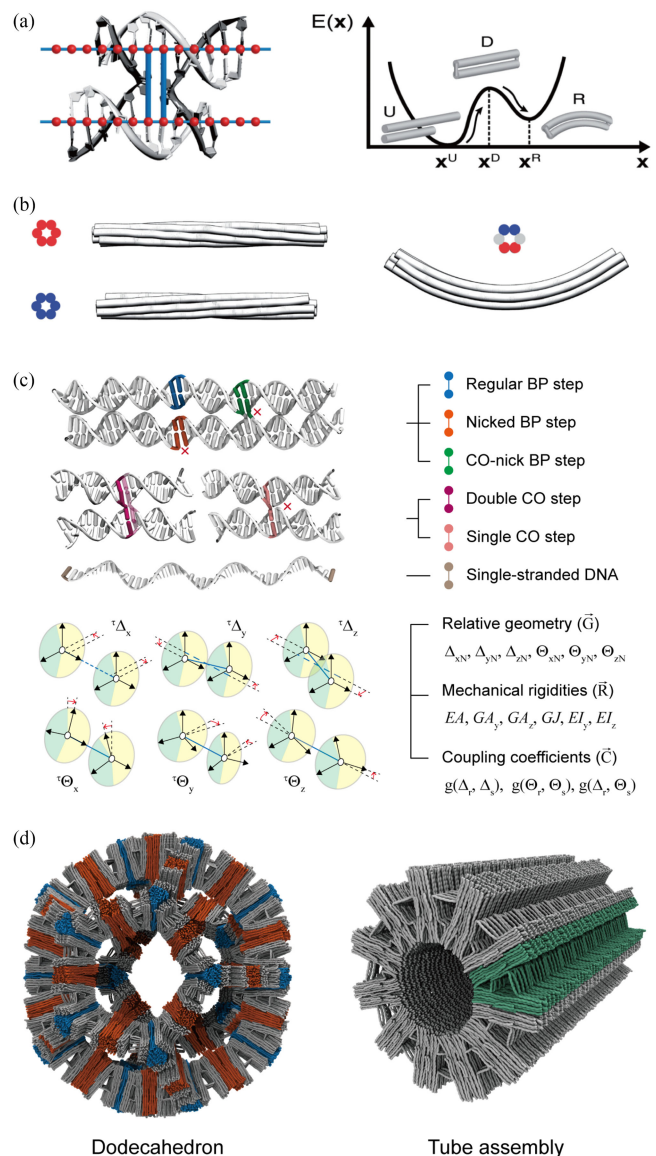 (a)
E(x)
D
U
R
x^U
x^D
x^R
x
(b)
(c)
Regular BP step
Nicked BP step
CO-nick BP step
Double CO step
Single CO step
Single-stranded DNA
τΔx
τΔy
τΔz
τΘx
τΘy
τΘz
Relative geometry (G⃗)
ΔxN, ΔyN, ΔzN, ΘxN, ΘyN, ΘzN
Mechanical rigidities (R⃗)
EA, GAy, GAz, GJ, EIy, EIz
Coupling coefficients (C⃗)
g(Δr, Δs), g(Θr, Θs), g(Δr, Θs)
(d)
Dodecahedron
Tube assembly